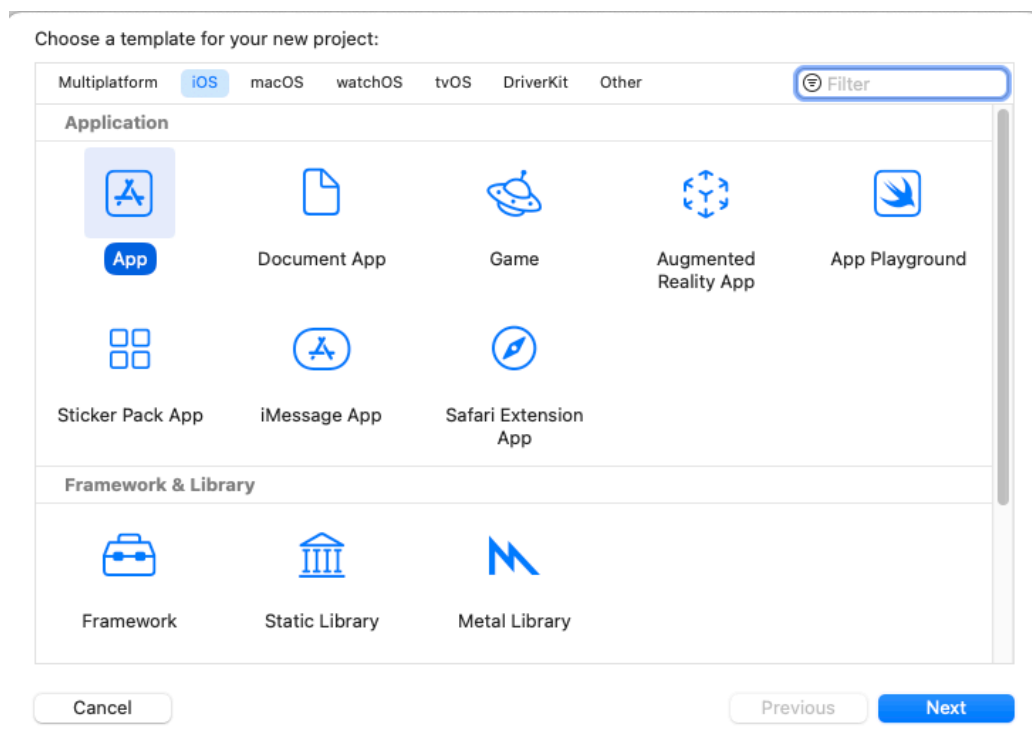 Choose a template for your new project:
Multiplatform iOS macOS watchOS tvOS DriverKit Other Filter
Application
App Document App Game Augmented Reality App App Playground
Sticker Pack App iMessage App Safari Extension App
Framework & Library
Framework Static Library Metal Library
Cancel Previous Next